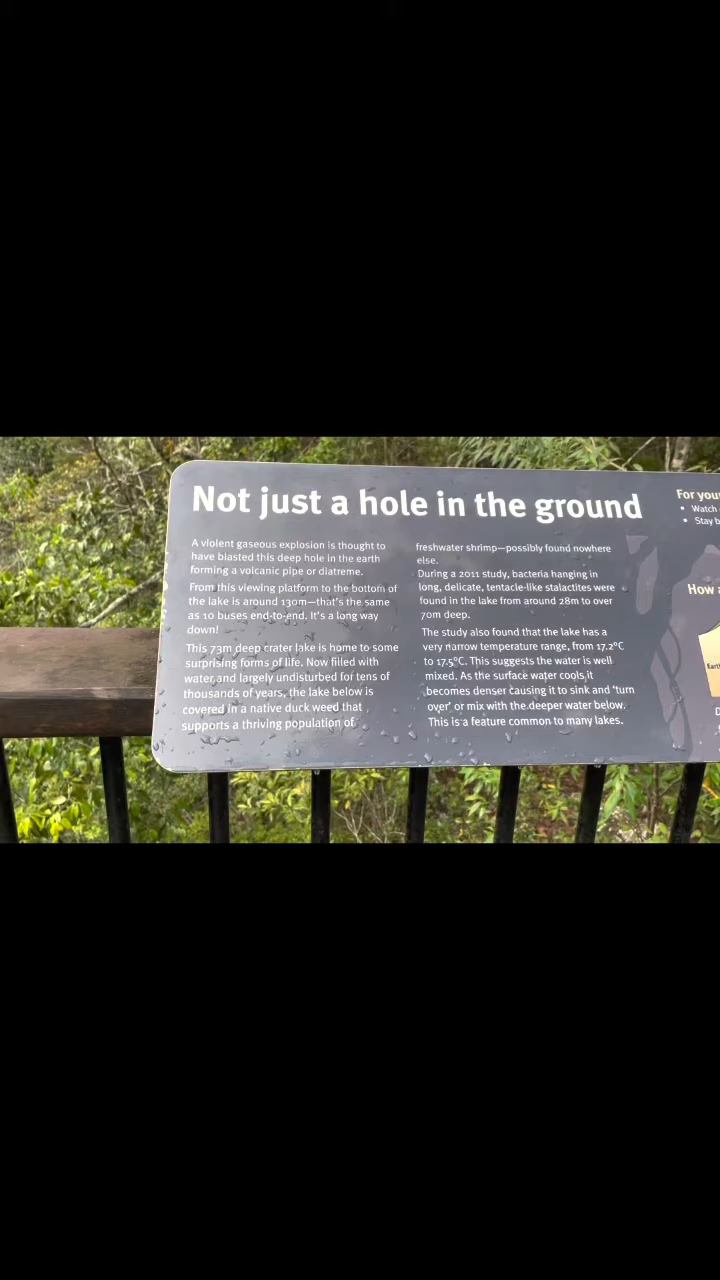 Not just a hole in the ground
A violent gaseous explosion is thought to
have blasted this deep hole in the earth
forming a volcanic pipe or diatreme.
From this viewing platform to the bottom of
the lake is around 130m—that's the same
as 10 buses end-to-end. It's a long way
down!
This 73m deep crater lake is home to some
surprising forms of life. Now filled with
water and largely undisturbed for tens of
thousands of years, the lake below is
covered in a native duck weed that
supports a thriving population of
freshwater shrimp—possibly found nowhere
else.
During a 2011 study, bacteria hanging in
long, delicate, tentacle-like stalactites were
found in the lake from around 28m to over
70m deep.
The study also found that the lake has a
very narrow temperature range, from 17.2°C
to 17.5°C. This suggests the water is well
mixed. As the surface water cools it
becomes denser causing it to sink and 'turn
over' or mix with the deeper water below.
This is a feature common to many lakes.
For your
• Watch
• Stay b
How a
Earth
D